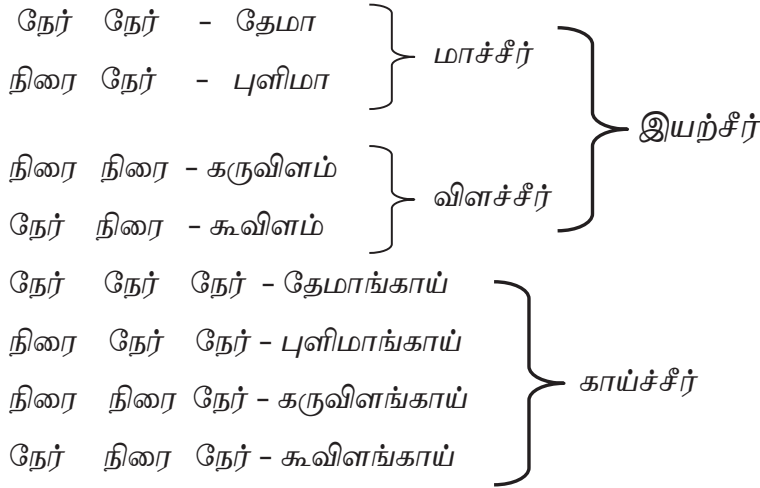 நேர் நேர் – தேமா
நிரை நேர் – புளிமா
மாச்சீர்
நிரை நிரை – கருவிளம்
நேர் நிரை – கூவிளம்
விளச்சீர்
இயற்சீர்
நேர் நேர் நேர் – தேமாங்காய்
நிரை நேர் நேர் – புளிமாங்காய்
நிரை நிரை நேர் – கருவிளங்காய்
நேர் நிரை நேர் – கூவிளங்காய்
காய்ச்சீர்